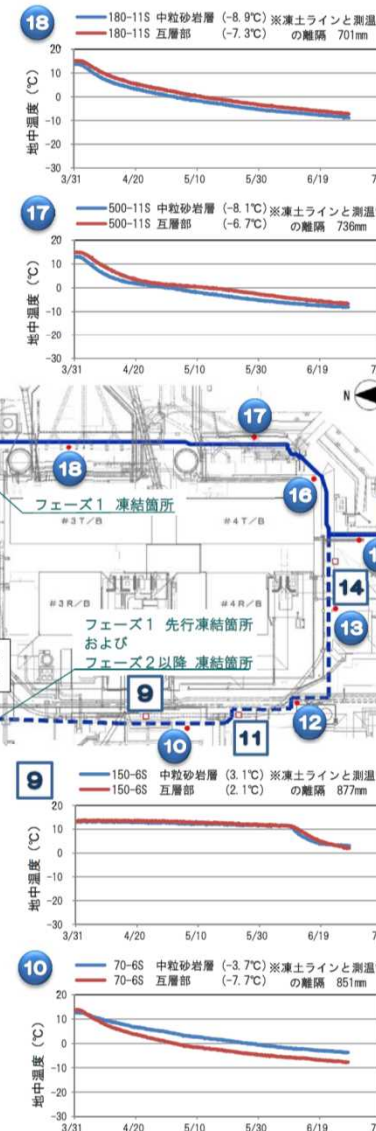 18
180-11S 中粒砂岩層 (-8.9℃) ※凍土ラインと測温
180-11S 互層部 (-7.3℃) の離隔 701mm
地中温度 (℃)
20
10
0
-10
-20
-30
3/31 4/20 5/10 5/30 6/19 7
17
500-11S 中粒砂岩層 (-8.1℃) ※凍土ラインと測温
500-11S 互層部 (-6.7℃) の離隔 736mm
地中温度 (℃)
20
10
0
-10
-20
-30
3/31 4/20 5/10 5/30 6/19 7
N
17
18
16
フェーズ1 凍結箇所
#3T/B
#4T/B
1
14
#3R/B
#4R/B
13
フェーズ1 先行凍結箇所
および
フェーズ2以降 凍結箇所
9
12
10
11
9
150-6S 中粒砂岩層 (3.1℃) ※凍土ラインと測温
150-6S 互層部 (2.1℃) の離隔 877mm
地中温度 (℃)
20
10
0
-10
-20
-30
3/31 4/20 5/10 5/30 6/19 7
10
70-6S 中粒砂岩層 (-3.7℃) ※凍土ラインと測温
70-6S 互層部 (-7.7℃) の離隔 851mm
地中温度 (℃)
20
10
0
-10
-20
-30
3/31 4/20 5/10 5/30 6/19 7